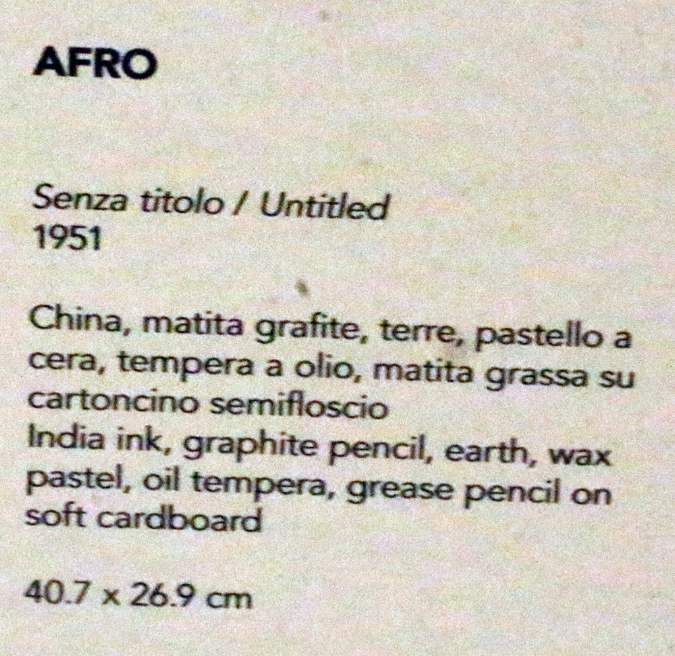 AFRO
Senza titolo / Untitled
1951
China, matita grafite, terre, pastello a
cera, tempera a olio, matita grassa su
cartoncino semifloscio
India ink, graphite pencil, earth, wax
pastel, oil tempera, grease pencil on
soft cardboard
40.7 x 26.9 cm